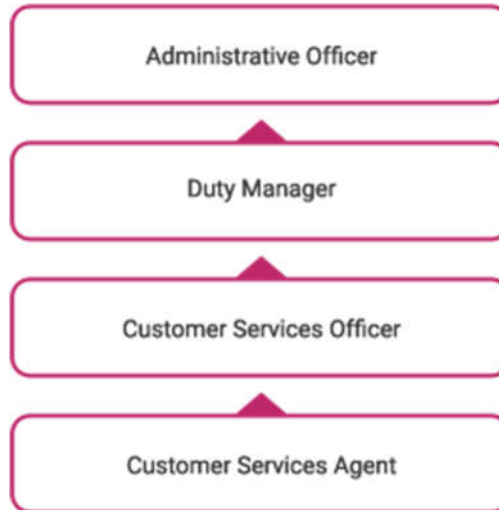 Administrative Officer
Duty Manager
Customer Services Officer
Customer Services Agent